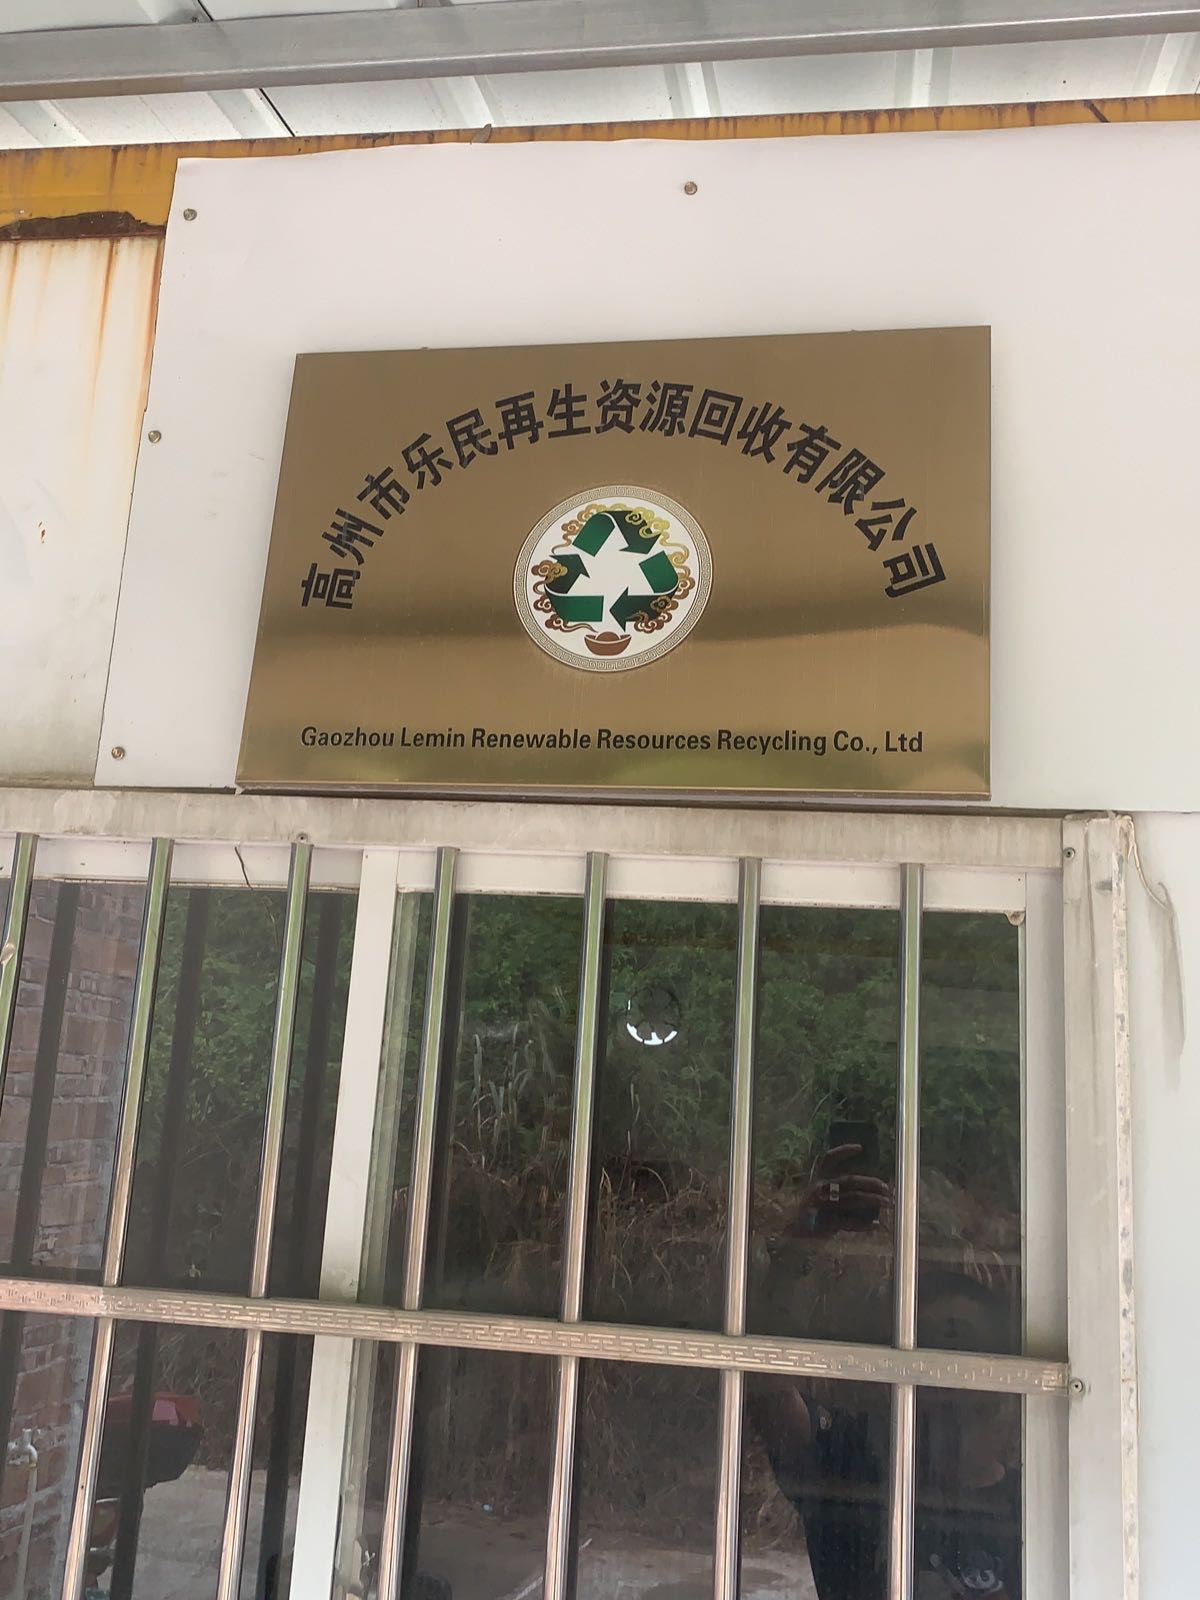 高州市乐民再生资源回收有限公司
Gaozhou Lemin Renewable Resources Recycling Co., Ltd